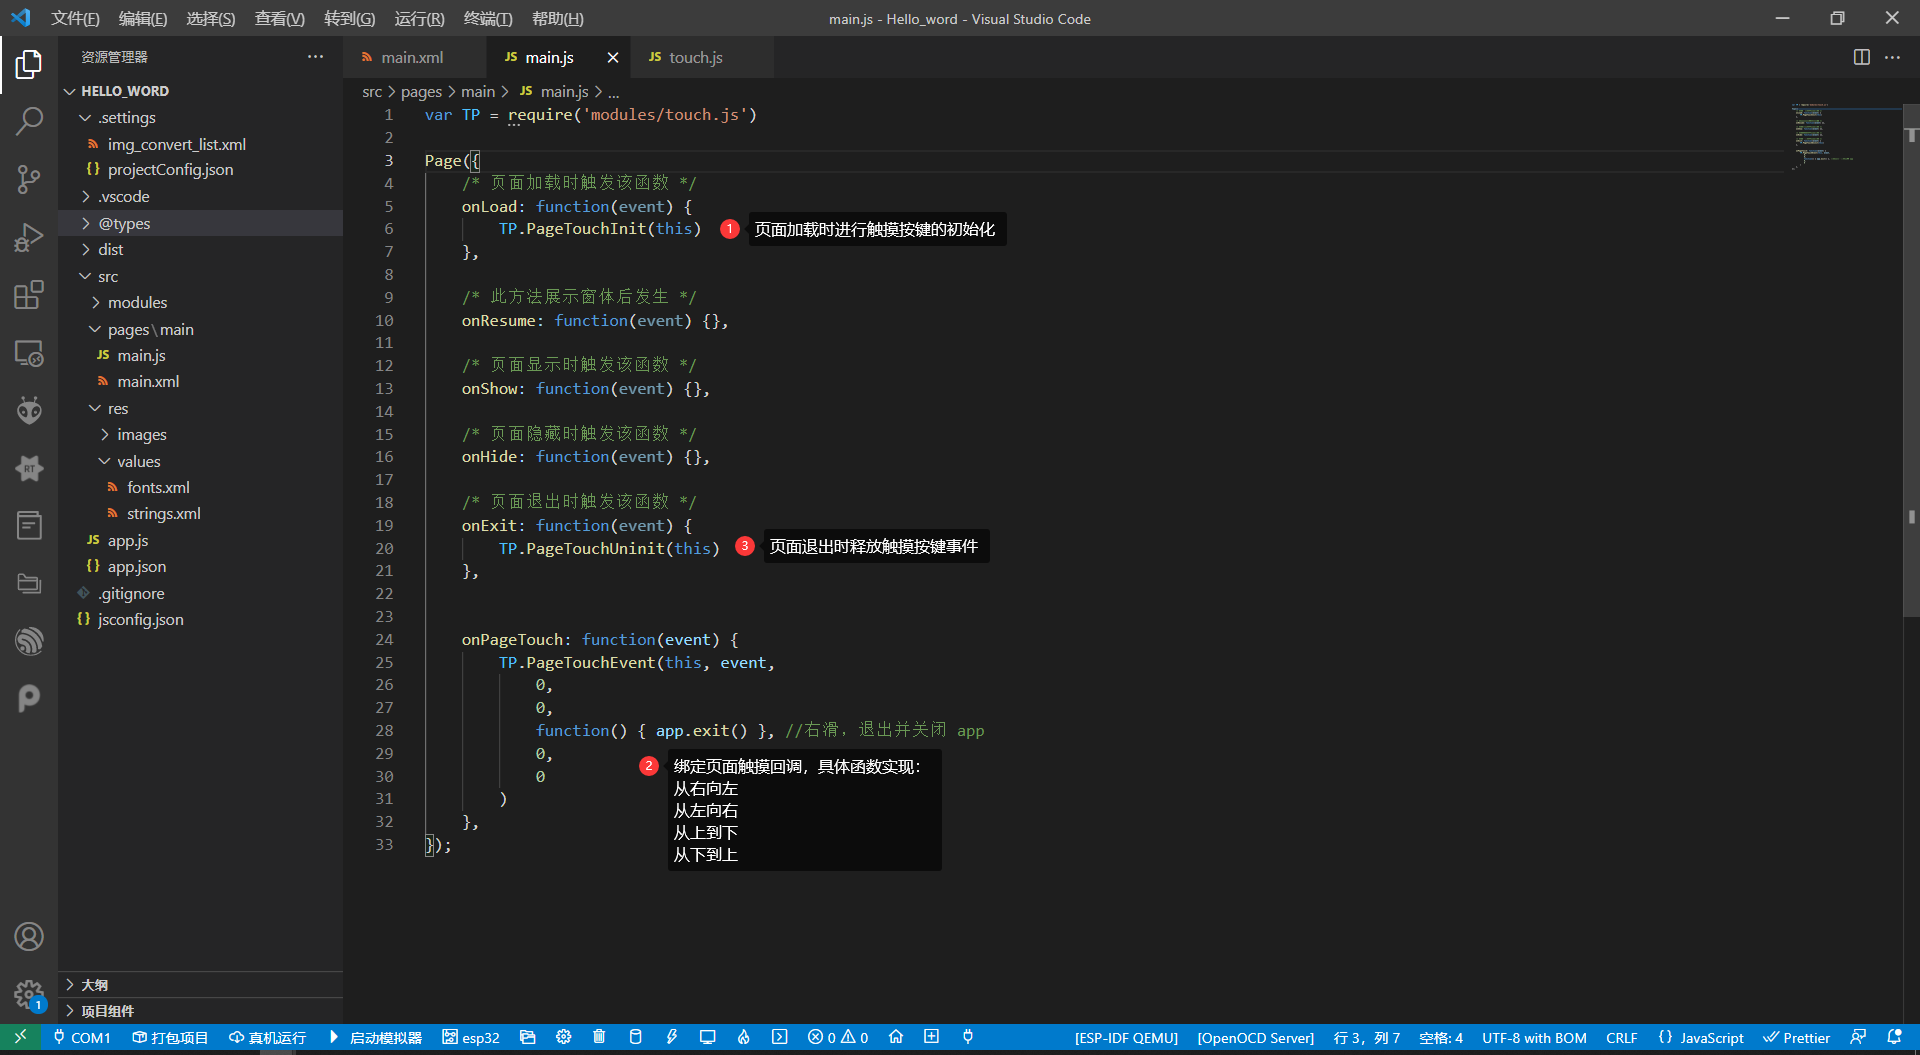 文件(F) 编辑(E) 选择(S) 查看(V) 转到(G) 运行(R) 终端(T) 帮助(H) main.js - Hello_word - Visual Studio Code
资源管理器
HELLO_WORD
.settings
img_convert_list.xml
projectConfig.json
.vscode
@types
dist
src
modules
pages\main
main.js
main.xml
res
images
values
fonts.xml
strings.xml
app.js
app.json
.gitignore
jsconfig.json
大纲
项目组件
main.xml JS main.js JS touch.js
src > pages > main > JS main.js > ...
1 var TP = require('modules/touch.js')
2
3 Page({
4 /* 页面加载时触发该函数 */
5 onLoad: function(event) {
6 TP.PageTouchInit(this) 1 页面加载时进行触摸按键的初始化
7 },
8
9 /* 此方法展示窗体后发生 */
10 onResume: function(event) {},
11
12 /* 页面显示时触发该函数 */
13 onShow: function(event) {},
14
15 /* 页面隐藏时触发该函数 */
16 onHide: function(event) {},
17
18 /* 页面退出时触发该函数 */
19 onExit: function(event) {
20 TP.PageTouchUninit(this) 3 页面退出时释放触摸按键事件
21 },
22
23
24 onPageTouch: function(event) {
25 TP.PageTouchEvent(this, event,
26 0,
27 0,
28 function() { app.exit() }, //右滑，退出并关闭 app
29 0,
30 0
31 )
32 },
33 });
2 绑定页面触摸回调，具体函数实现：
从右向左
从左向右
从上到下
从下到上
1
COM1 打包项目 真机运行 启动模拟器 esp32 0 0 [ESP-IDF QEMU] [OpenOCD Server] 行 3，列 7 空格: 4 UTF-8 with BOM CRLF {} JavaScript Prettier